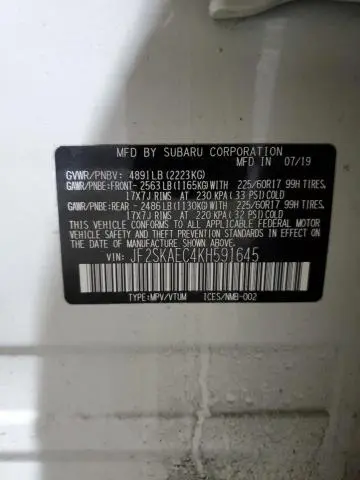 MFD BY SUBARU CORPORATION
MFD IN 07/19
GVWR/PNBV: 4891LB(2223KG)
GAWR/PNBE:FRONT-2563LB(1165KG)WITH 225/60R17 99H TIRES,
17X7J RIMS AT 230 KPA(33 PSI)COLD
GAWR/PNBE:REAR -2486LB(1130KG)WITH 225/60R17 99H TIRES,
17X7J RIMS AT 220 KPA(32 PSI)COLD
THIS VEHICLE CONFORMS TO ALL APPLICABLE FEDERAL MOTOR
VEHICLE SAFETY, BUMPER, AND THEFT PREVENTION STANDARDS
IN EFFECT ON THE DATE OF MANUFACTURE SHOWN ABOVE.
VIN: JF2SKAEC4KH591645
TYPE:MPV/VTUM ICES/NMB-002